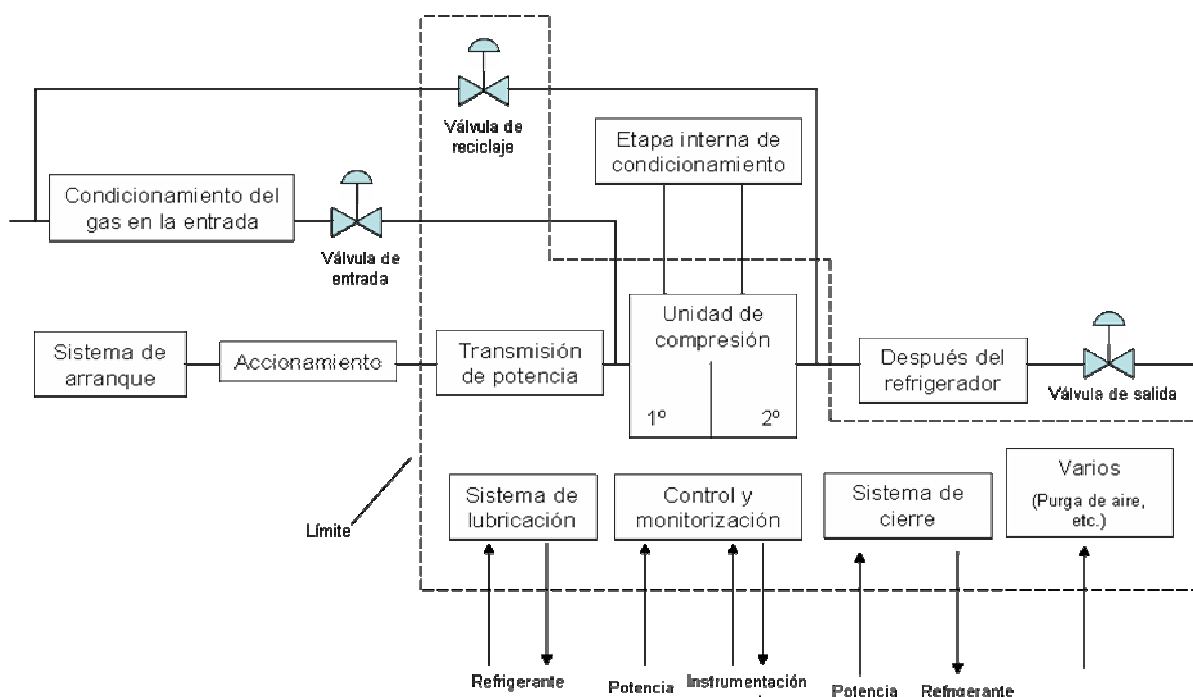 Válvula de
reciclaje
Etapa interna de
condicionamiento
Condicionamiento del
gas en la entrada
Válvula de
entrada
Unidad de
compresión
1º 2º
Sistema de
arranque
Accionamiento
Transmisión
de potencia
Después del
refrigerador
Válvula de salida
Límite
Sistema de
lubricación
Control y
monitorización
Sistema de
cierre
Varios
(Purga de aire,
etc.)
Refrigerante
Potencia
Instrumentación
Potencia
Refrigerante